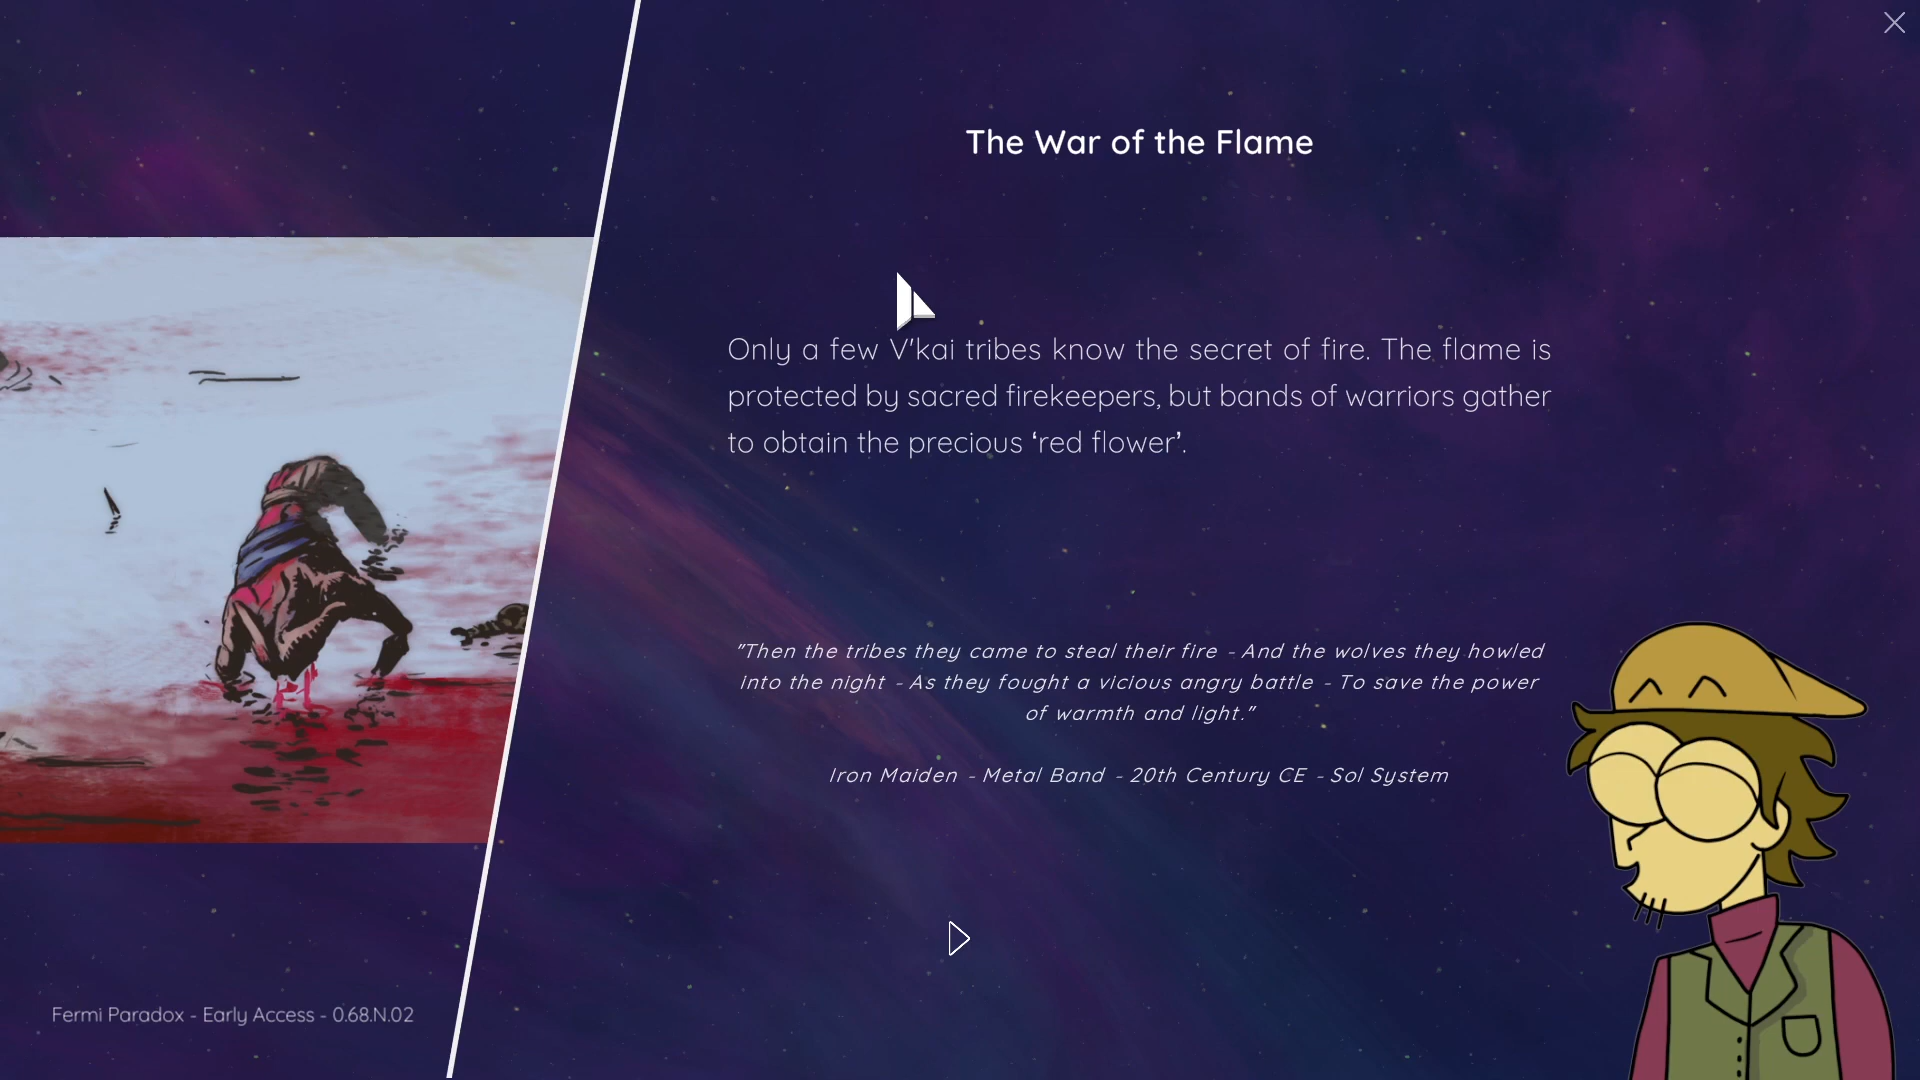 The War of the Flame
Only a few V'kai tribes know the secret of fire. The flame is
protected by sacred firekeepers, but bands of warriors gather
to obtain the precious ‘red flower’.
"Then the tribes they came to steal their fire - And the wolves they howled
into the night - As they fought a vicious angry battle - To save the power
of warmth and light."
Iron Maiden - Metal Band - 20th Century CE - Sol System
Fermi Paradox - Early Access - 0.68.N.02